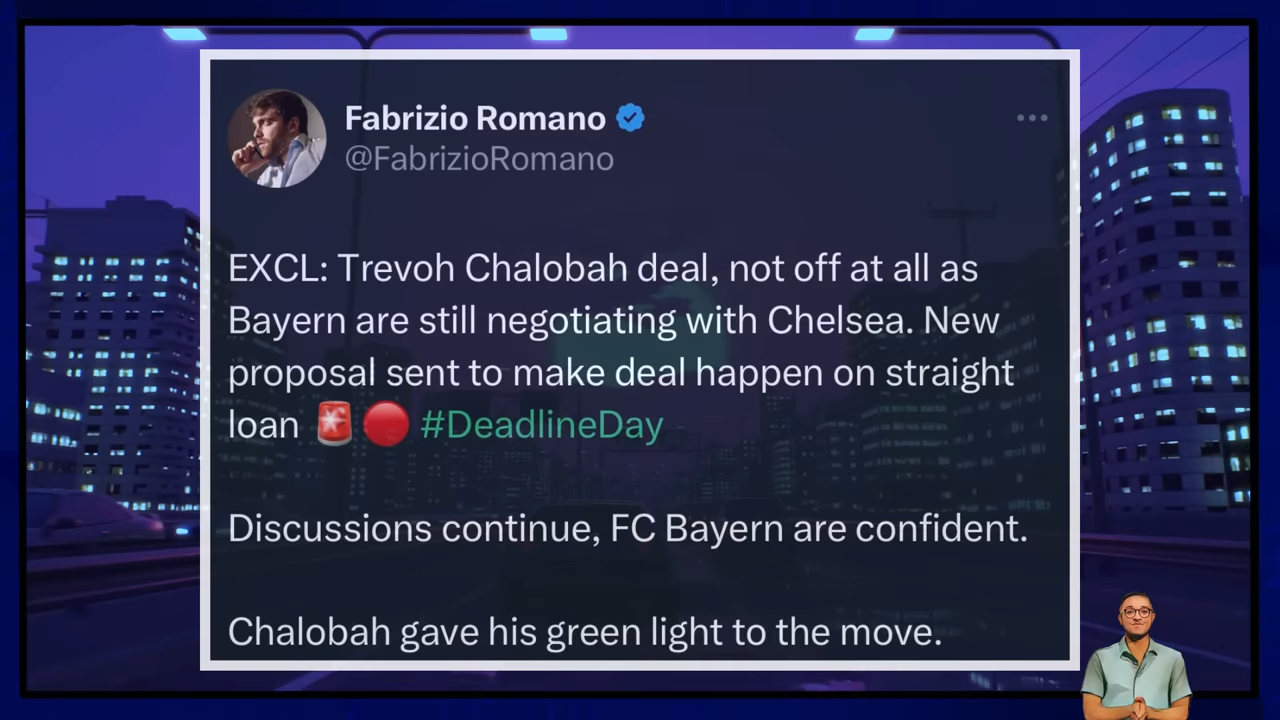 Fabrizio Romano
@FabrizioRomano
EXCL: Trevoh Chalobah deal, not off at all as
Bayern are still negotiating with Chelsea. New
proposal sent to make deal happen on straight
loan 🚨🔴 #DeadlineDay
Discussions continue, FC Bayern are confident.
Chalobah gave his green light to the move.